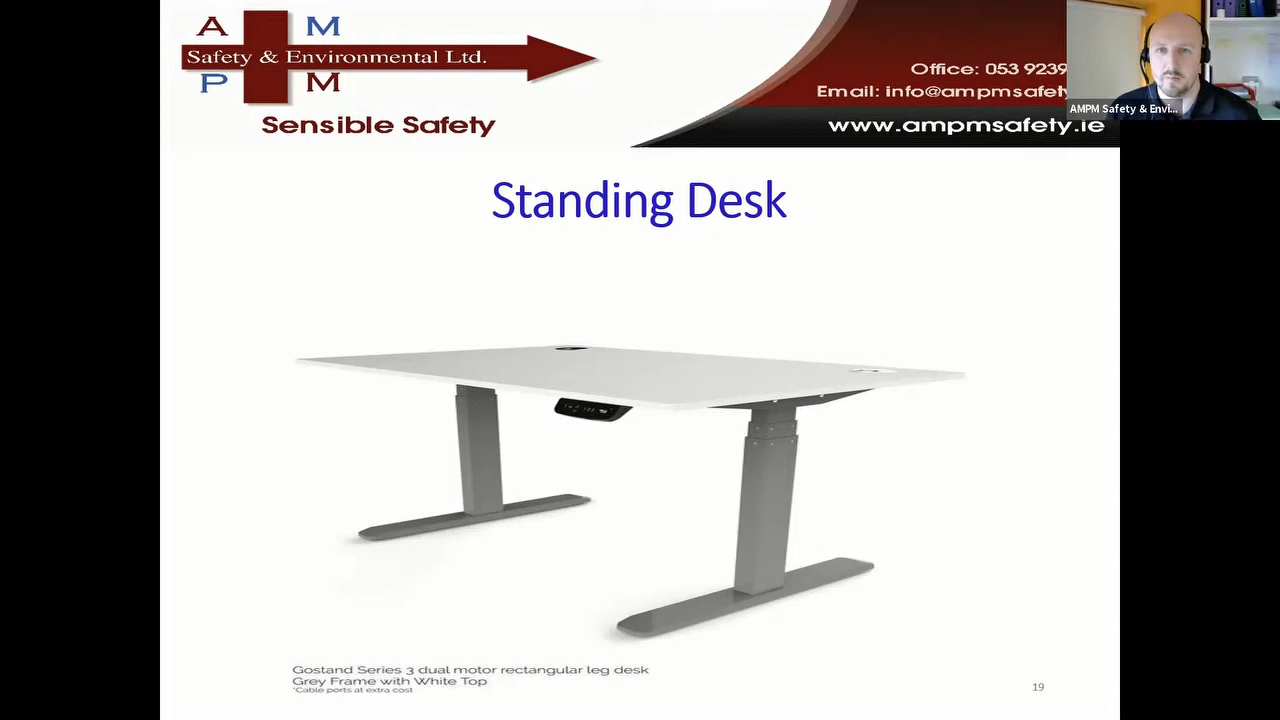 A M
Safety & Environmental Ltd.
P M
Sensible Safety
Office: 053 9239
Email: info@ampmsafety
www.ampmsafety.ie
AMPM Safety & Envi...
Standing Desk
Gostand Series 3 dual motor rectangular leg desk
Grey Frame with White Top
*Cable ports at extra cost
19